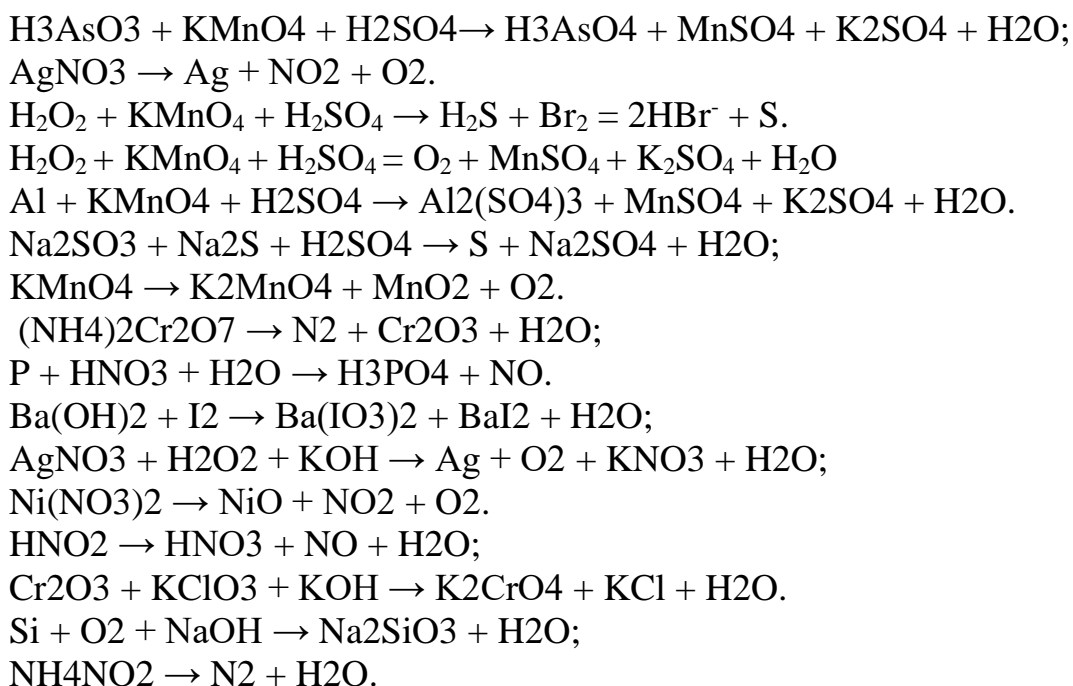 H3AsO3 + KMnO4 + H2SO4→ H3AsO4 + MnSO4 + K2SO4 + H2O;
AgNO3 → Ag + NO2 + O2.
H₂O₂ + KMnO₄ + H₂SO₄ → H₂S + Br₂ = 2HBr⁻ + S.
H₂O₂ + KMnO₄ + H₂SO₄ = O₂ + MnSO₄ + K₂SO₄ + H₂O
Al + KMnO4 + H2SO4 → Al2(SO4)3 + MnSO4 + K2SO4 + H2O.
Na2SO3 + Na2S + H2SO4 → S + Na2SO4 + H2O;
KMnO4 → K2MnO4 + MnO2 + O2.
(NH4)2Cr2O7 → N2 + Cr2O3 + H2O;
P + HNO3 + H2O → H3PO4 + NO.
Ba(OH)2 + I2 → Ba(IO3)2 + BaI2 + H2O;
AgNO3 + H2O2 + KOH → Ag + O2 + KNO3 + H2O;
Ni(NO3)2 → NiO + NO2 + O2.
HNO2 → HNO3 + NO + H2O;
Cr2O3 + KClO3 + KOH → K2CrO4 + KCl + H2O.
Si + O2 + NaOH → Na2SiO3 + H2O;
NH4NO2 → N2 + H2O.